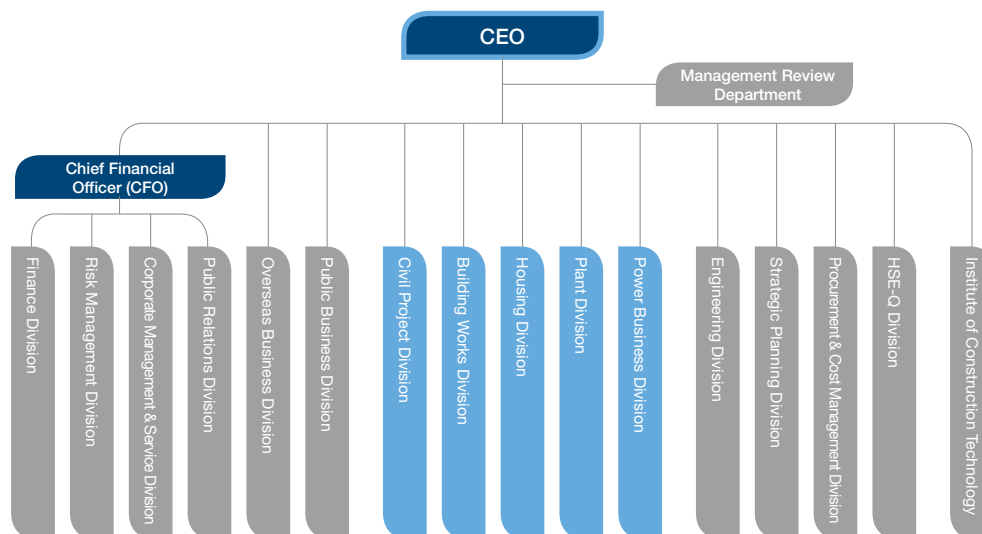 CEO
Management Review
Department
Chief Financial
Officer (CFO)
Finance Division
Risk Management Division
Corporate Management & Service Division
Public Relations Division
Overseas Business Division
Public Business Division
Civil Project Division
Building Works Division
Housing Division
Plant Division
Power Business Division
Engineering Division
Strategic Planning Division
Procurement & Cost Management Division
HSE-Q Division
Institute of Construction Technology